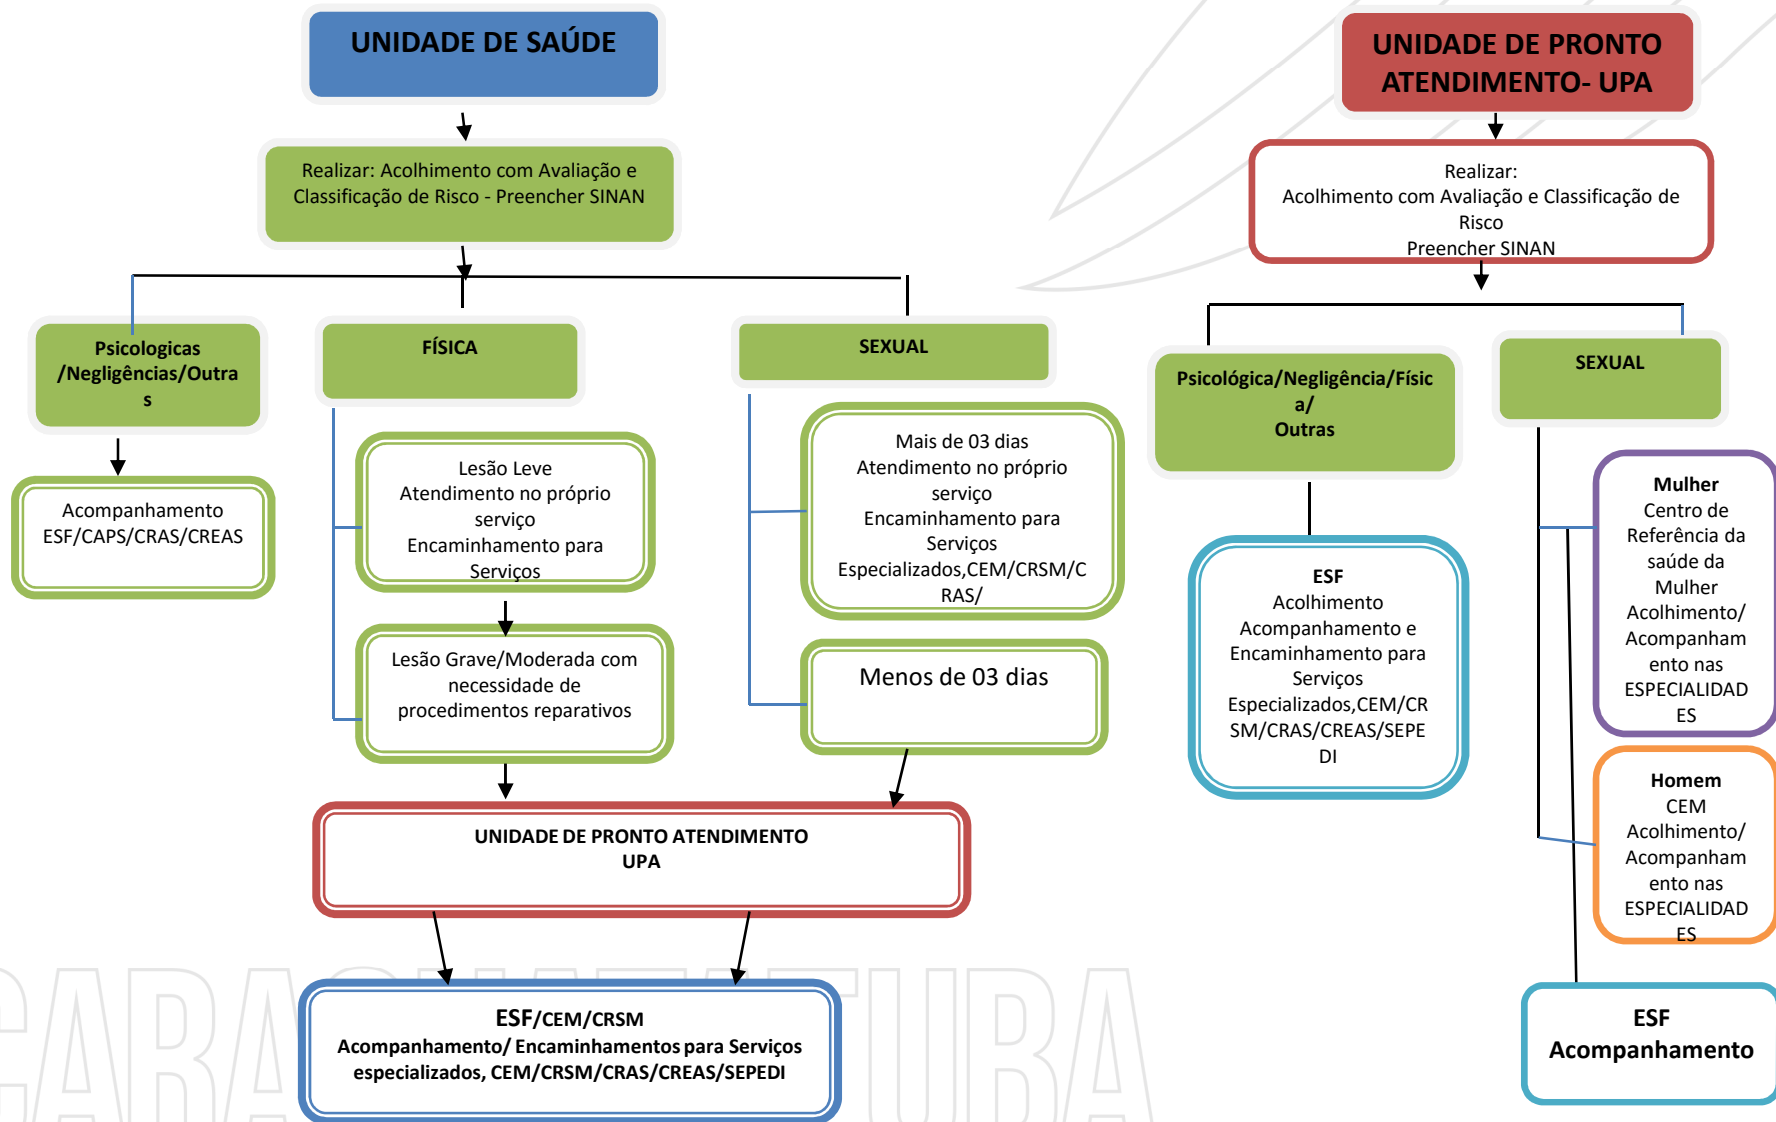 UNIDADE DE SAÚDE
Realizar: Acolhimento com Avaliação e
Classificação de Risco - Preencher SINAN
Psicologicas
/Negligências/Outra
s
Acompanhamento
ESF/CAPS/CRAS/CREAS
FÍSICA
Lesão Leve
Atendimento no próprio
serviço
Encaminhamento para
Serviços
Lesão Grave/Moderada com
necessidade de
procedimentos reparativos
SEXUAL
Mais de 03 dias
Atendimento no próprio
serviço
Encaminhamento para
Serviços
Especializados,CEM/CRSM/C
RAS/
Menos de 03 dias
UNIDADE DE PRONTO ATENDIMENTO
UPA
ESF/CEM/CRSM
Acompanhamento/ Encaminhamentos para Serviços
especializados, CEM/CRSM/CRAS/CREAS/SEPEDI
UNIDADE DE PRONTO
ATENDIMENTO- UPA
Realizar:
Acolhimento com Avaliação e Classificação de
Risco
Preencher SINAN
Psicológica/Negligência/Físic
a/
Outras
ESF
Acolhimento
Acompanhamento e
Encaminhamento para
Serviços
Especializados,CEM/CR
SM/CRAS/CREAS/SEPE
DI
SEXUAL
Mulher
Centro de
Referência da
saúde da
Mulher
Acolhimento/
Acompanham
ento nas
ESPECIALIDAD
ES
Homem
CEM
Acolhimento/
Acompanham
ento nas
ESPECIALIDAD
ES
ESF
Acompanhamento